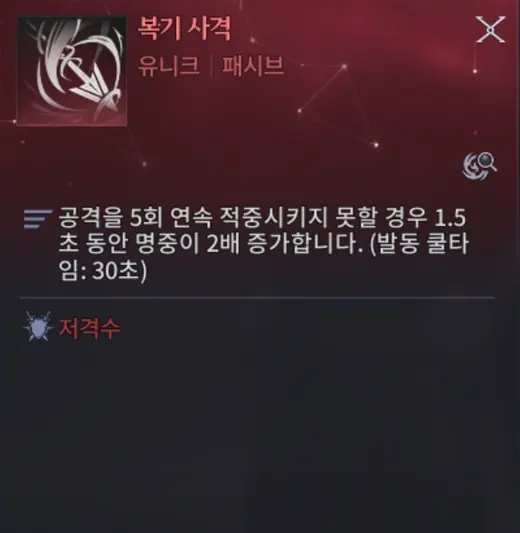 복기 사격
유니크 | 패시브
공격을 5회 연속 적중시키지 못할 경우 1.5
초 동안 명중이 2배 증가합니다. (발동 쿨타
임: 30초)
저격수